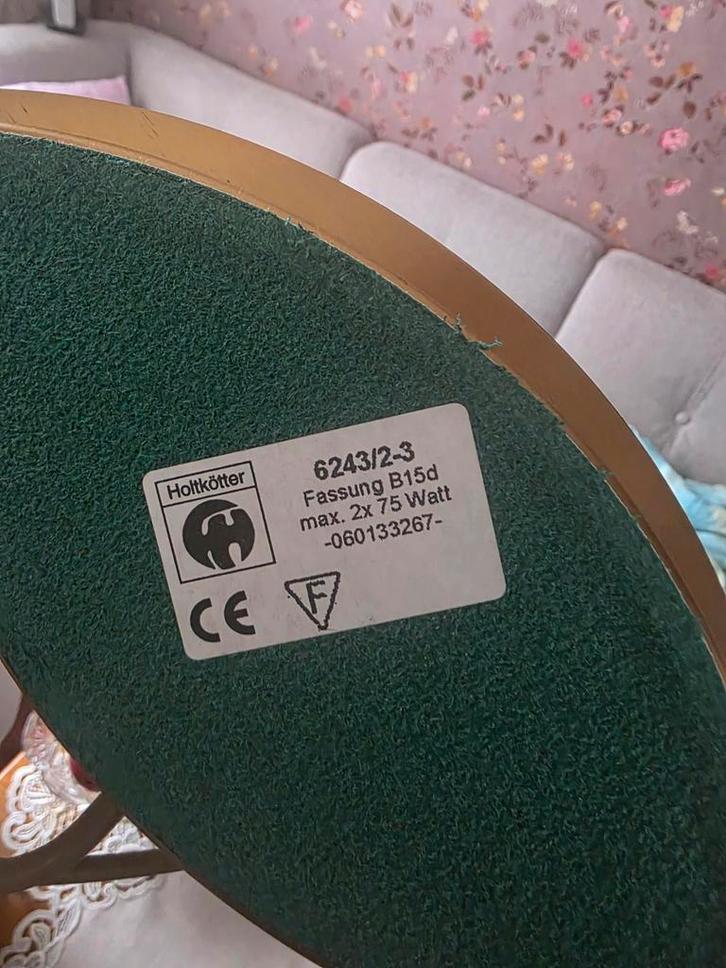 Holtkötter
6243/2-3
Fassung B15d
max. 2x 75 Watt
-060133267-
CE
F